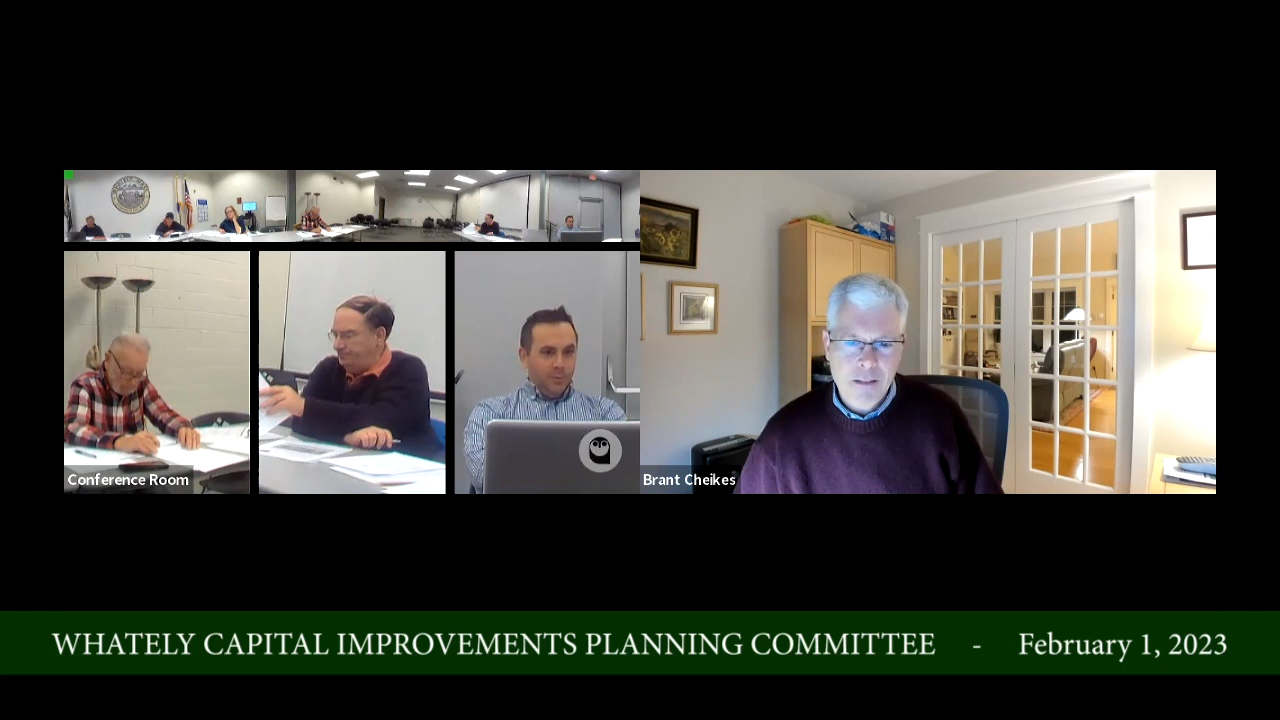 Conference Room
Brant Cheikes
WHATELY CAPITAL IMPROVEMENTS PLANNING COMMITTEE - February 1, 2023